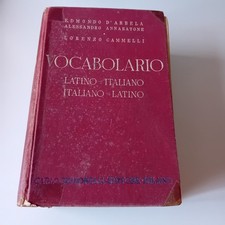 EDMONDO D'ARBELA
ALESSANDRO ANNARATONE
LORENZO CAMMELLI
VOCABOLARIO
LATINO - ITALIANO
ITALIANO - LATINO